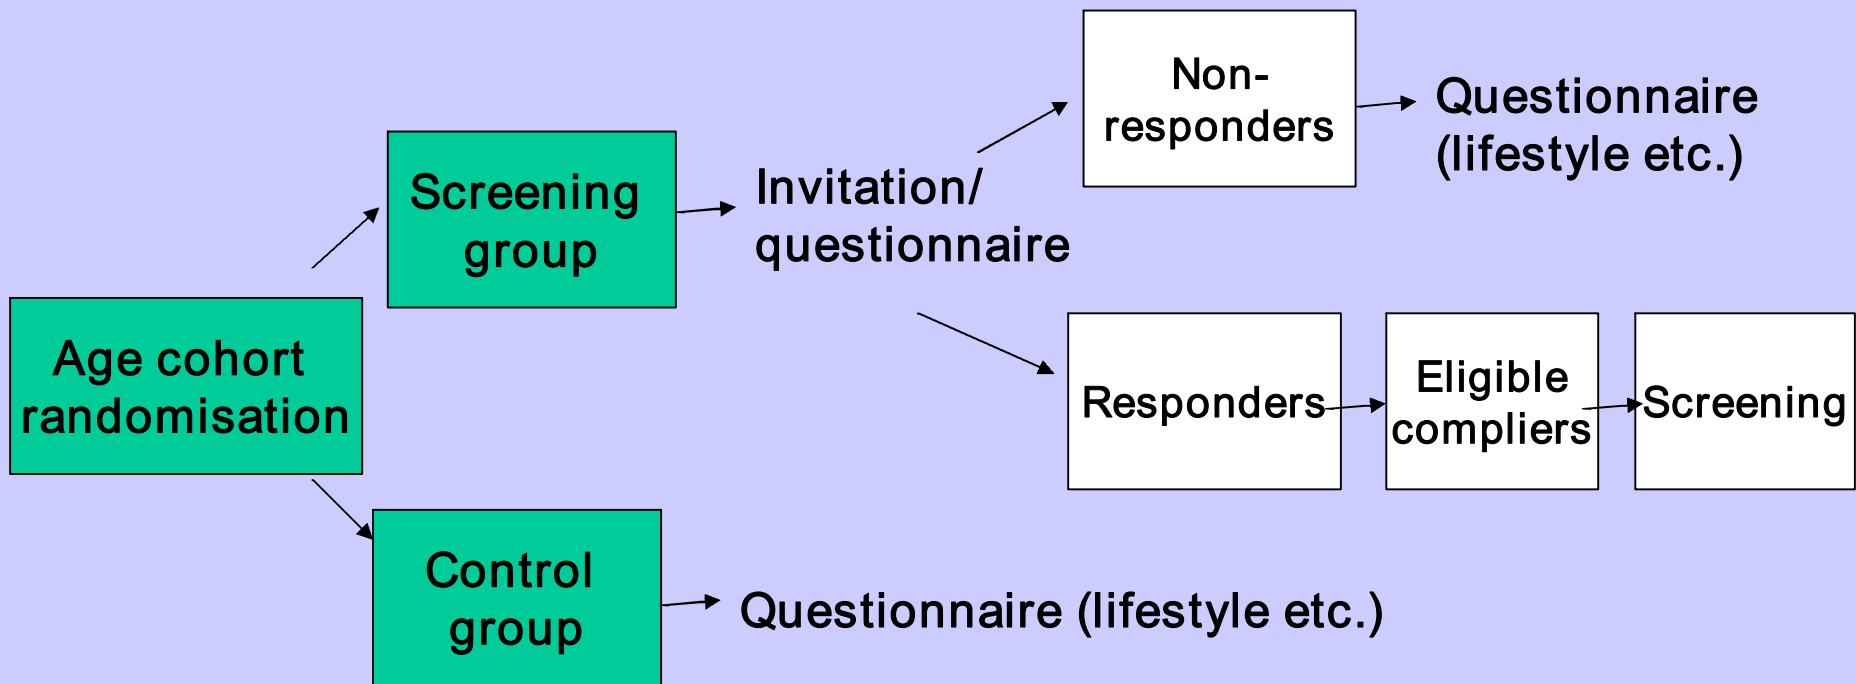 Age cohort
randomisation
Screening
group
Invitation/
questionnaire
Non-
responders
Questionnaire
(lifestyle etc.)
Responders
Eligible
compliers
Screening
Control
group
Questionnaire (lifestyle etc.)